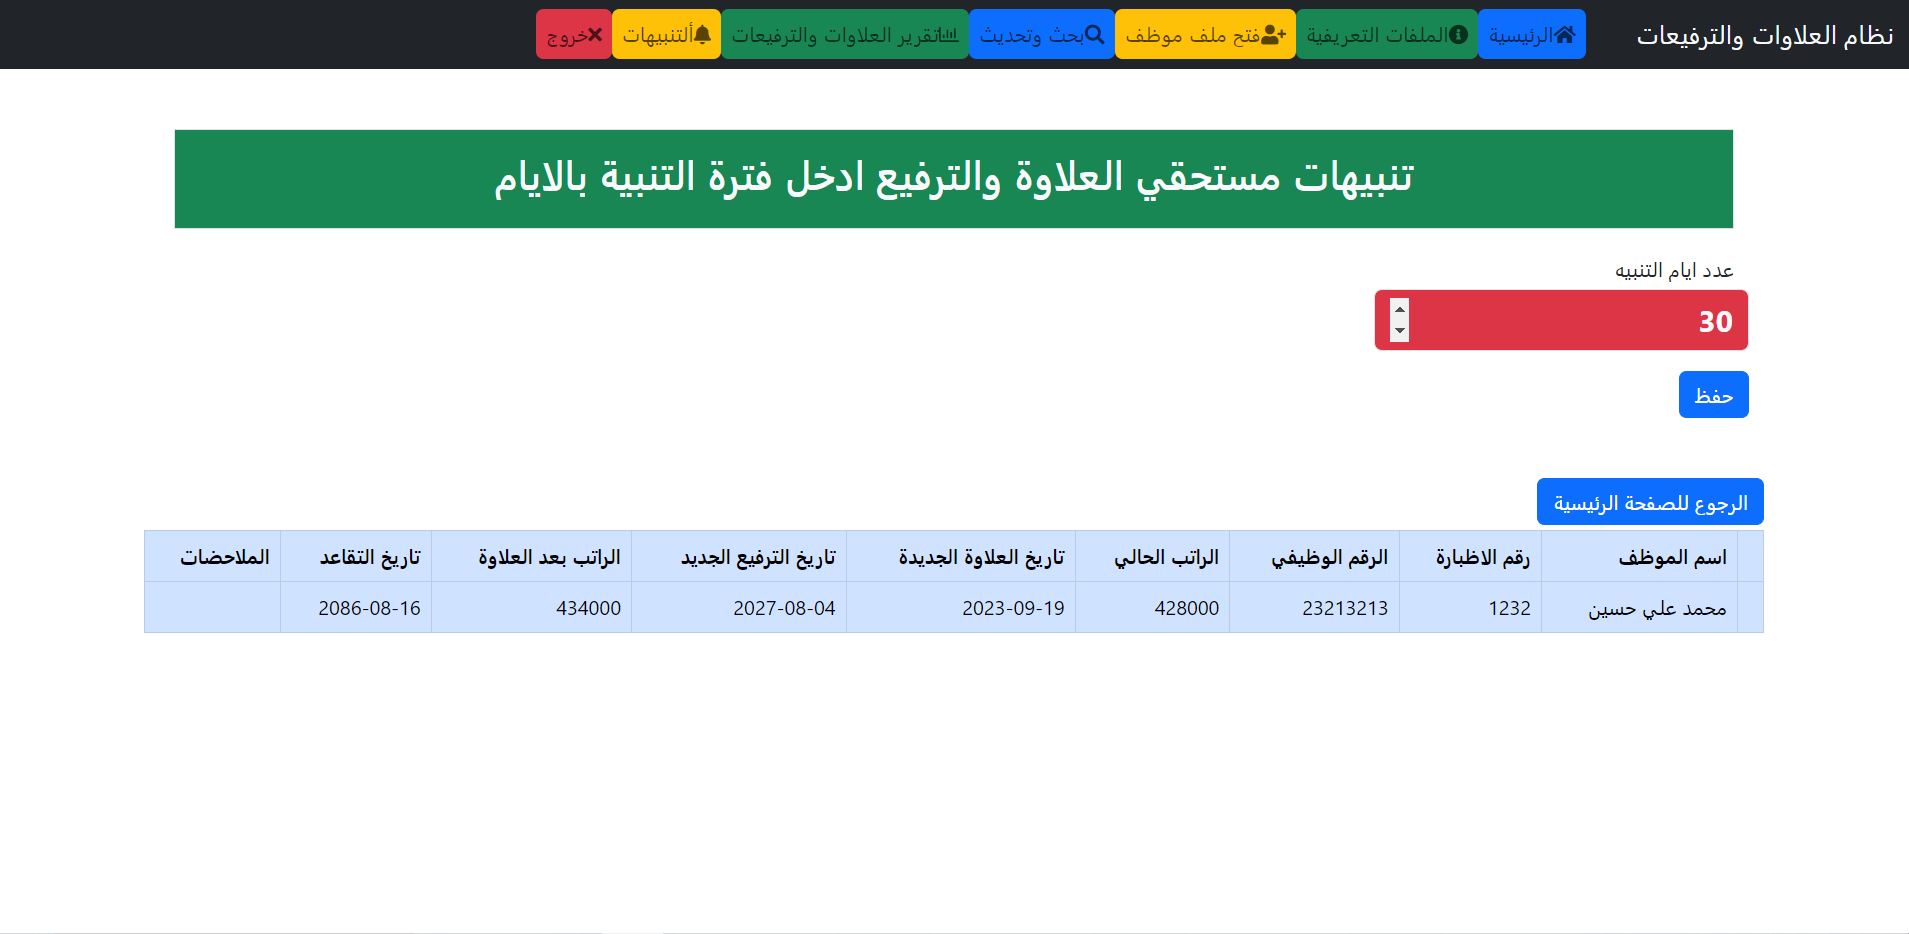 نظام العلاوات والترفيعات الرئيسية الملفات التعريفية فتح ملف موظف بحث وتحديث تقرير العلاوات والترفيعات ألتنبيهات خروج
تنبيهات مستحقي العلاوة والترفيع ادخل فترة التنبية بالايام
عدد ايام التنبيه
30
حفظ
الرجوع للصفحة الرئيسية
اسم الموظف رقم الاظبارة الرقم الوظيفي الراتب الحالي تاريخ العلاوة الجديدة تاريخ الترفيع الجديد الراتب بعد العلاوة تاريخ التقاعد الملاحضات
محمد علي حسين 1232 23213213 428000 2023-09-19 2027-08-04 434000 2086-08-16